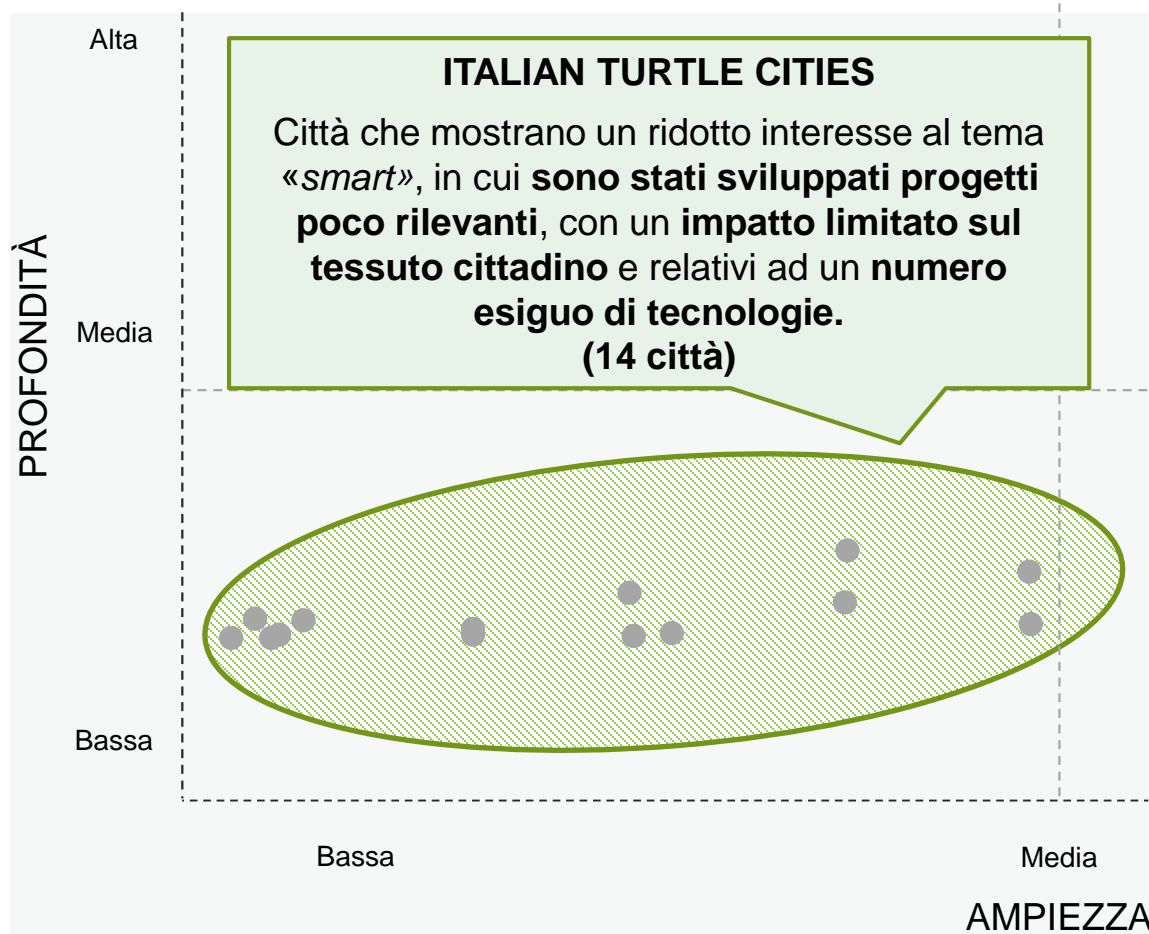 Alta
ITALIAN TURTLE CITIES
Città che mostrano un ridotto interesse al tema
«smart», in cui sono stati sviluppati progetti
poco rilevanti, con un impatto limitato sul
tessuto cittadino e relativi ad un numero
esiguo di tecnologie.
(14 città)
PROFONDITÀ
Media
Bassa
Bassa
Media
AMPIEZZA